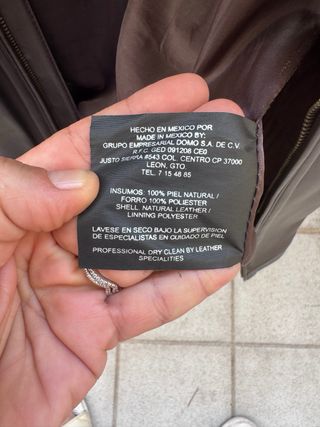 HECHO EN MEXICO POR
MADE IN MEXICO BY:
GRUPO EMPRESARIAL DOMO S.A. DE C.V.
R.F.C. GED 091208 CE0
JUSTO SIERRA #543 COL. CENTRO CP 37000
LEON, GTO.
TEL. 7 15 48 85
INSUMOS: 100% PIEL NATURAL /
FORRO 100% POLIESTER
SHELL: NATURAL LEATHER /
LINNING POLYESTER
LAVESE EN SECO BAJO LA SUPERVISION
DE ESPECIALISTAS EN CUIDADO DE PIEL
PROFESSIONAL DRY CLEAN BY LEATHER
SPECIALITIES